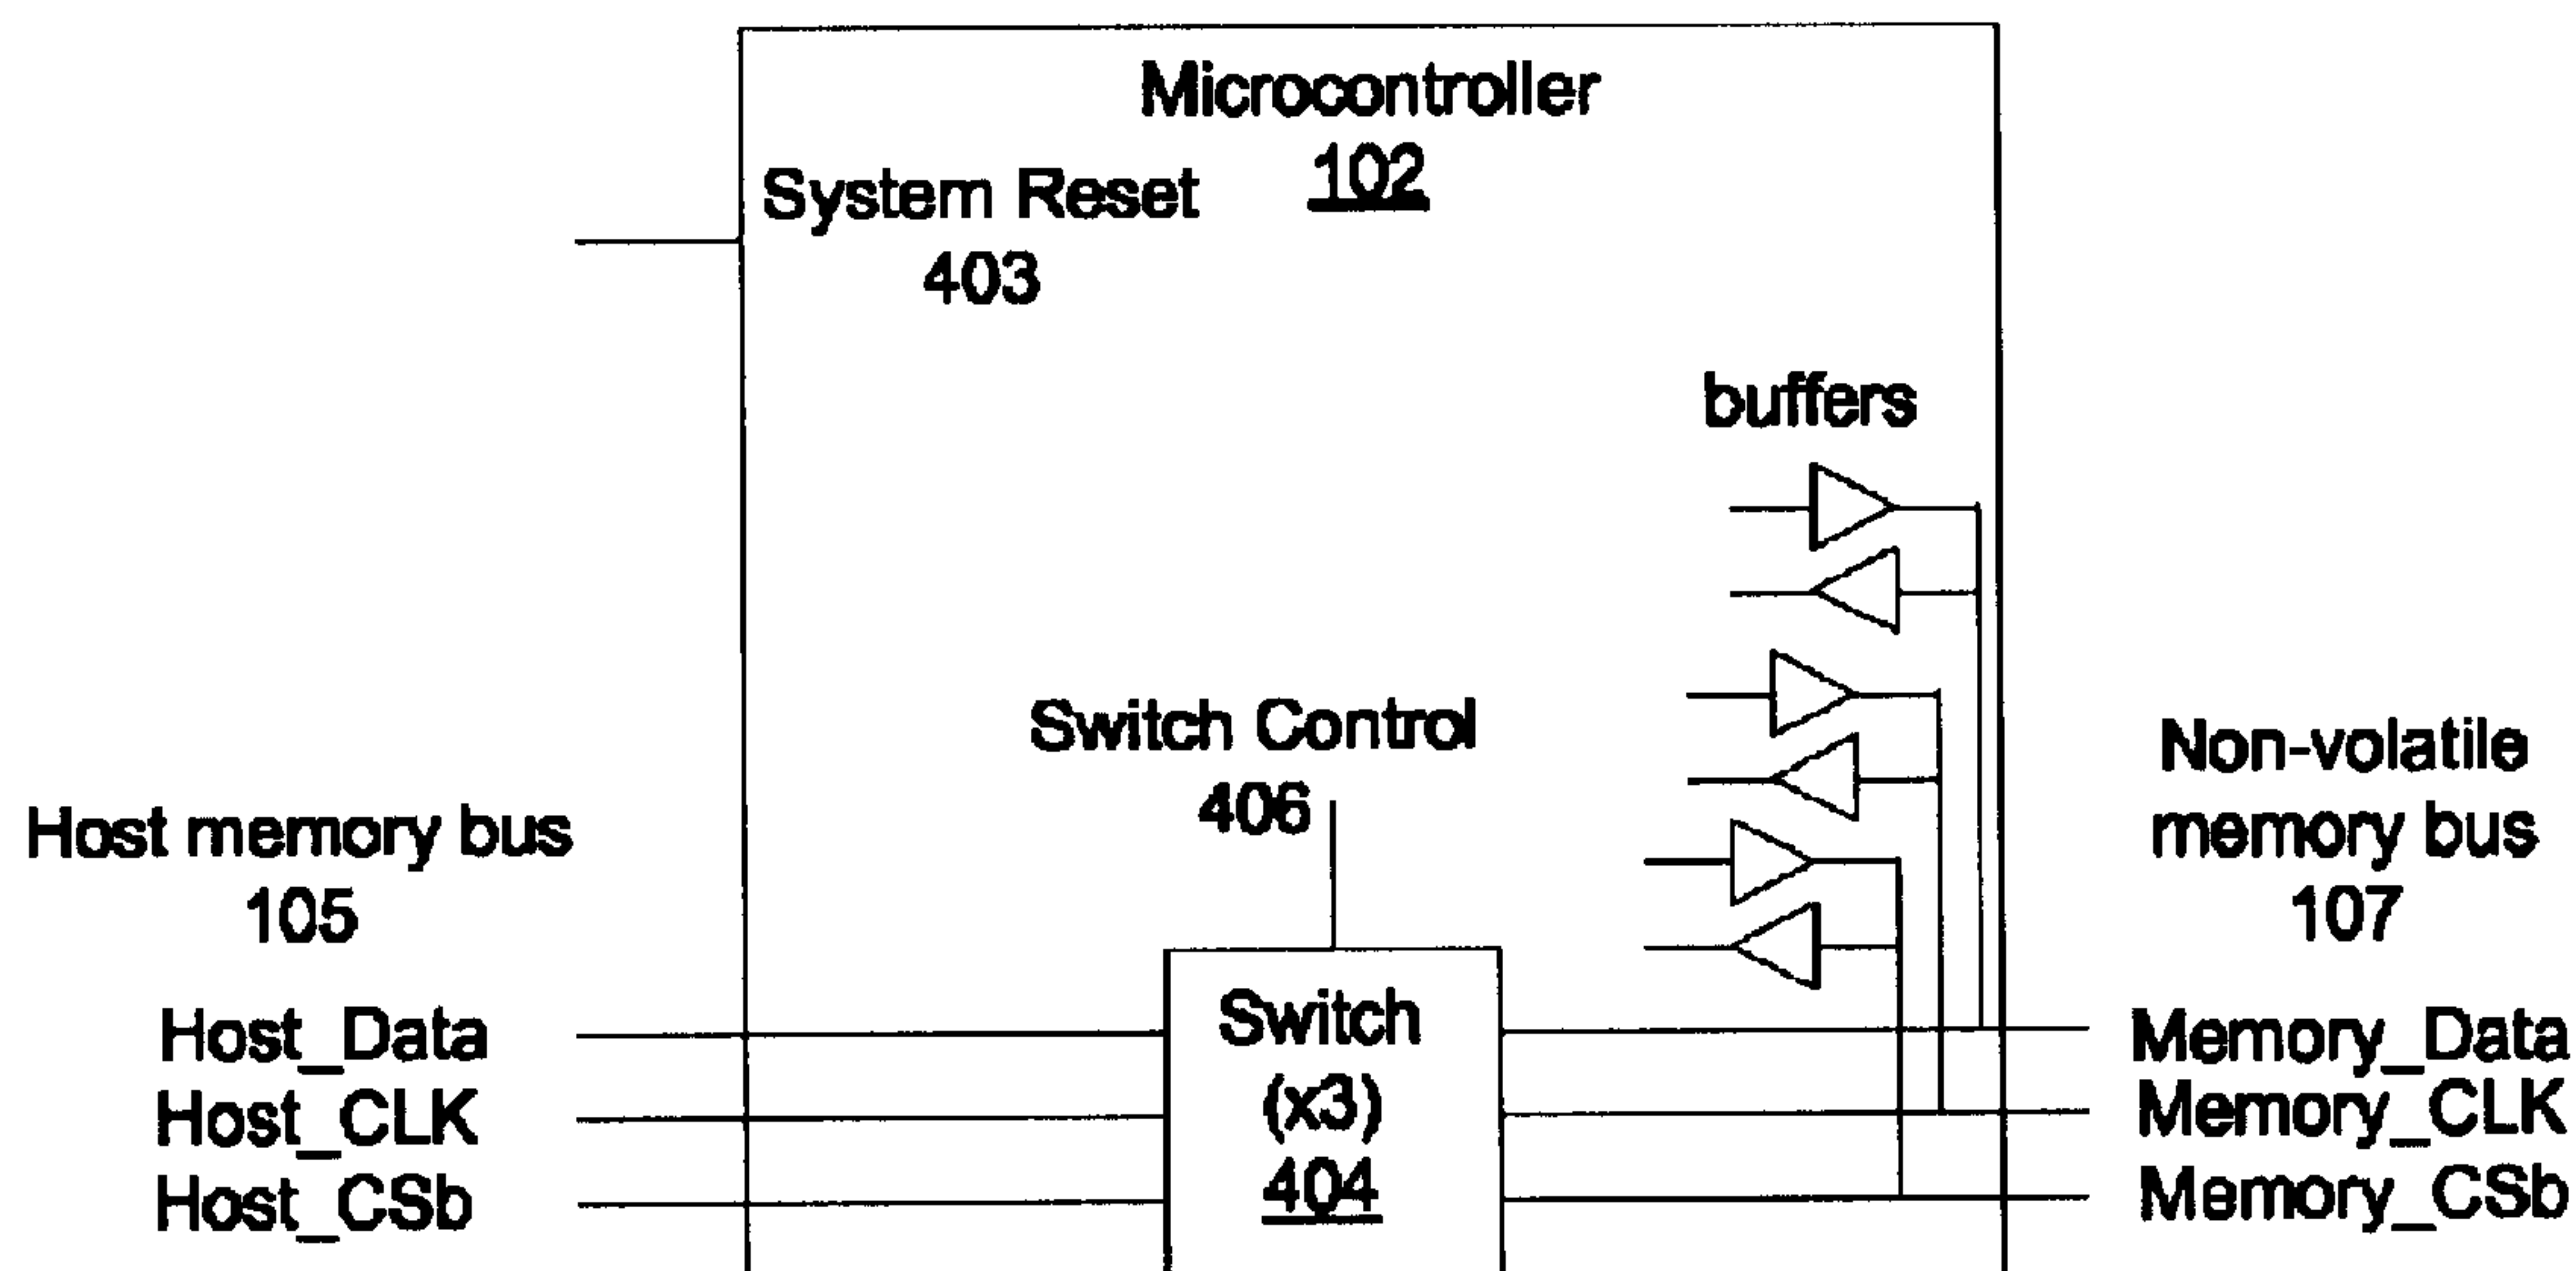 Microcontroller
102
System Reset
403
buffers
Switch Control
406
Host memory bus
105
Non-volatile
memory bus
107
Host_Data
Host_CLK
Host_CSb
Switch
(x3)
404
Memory_Data
Memory_CLK
Memory_CSb